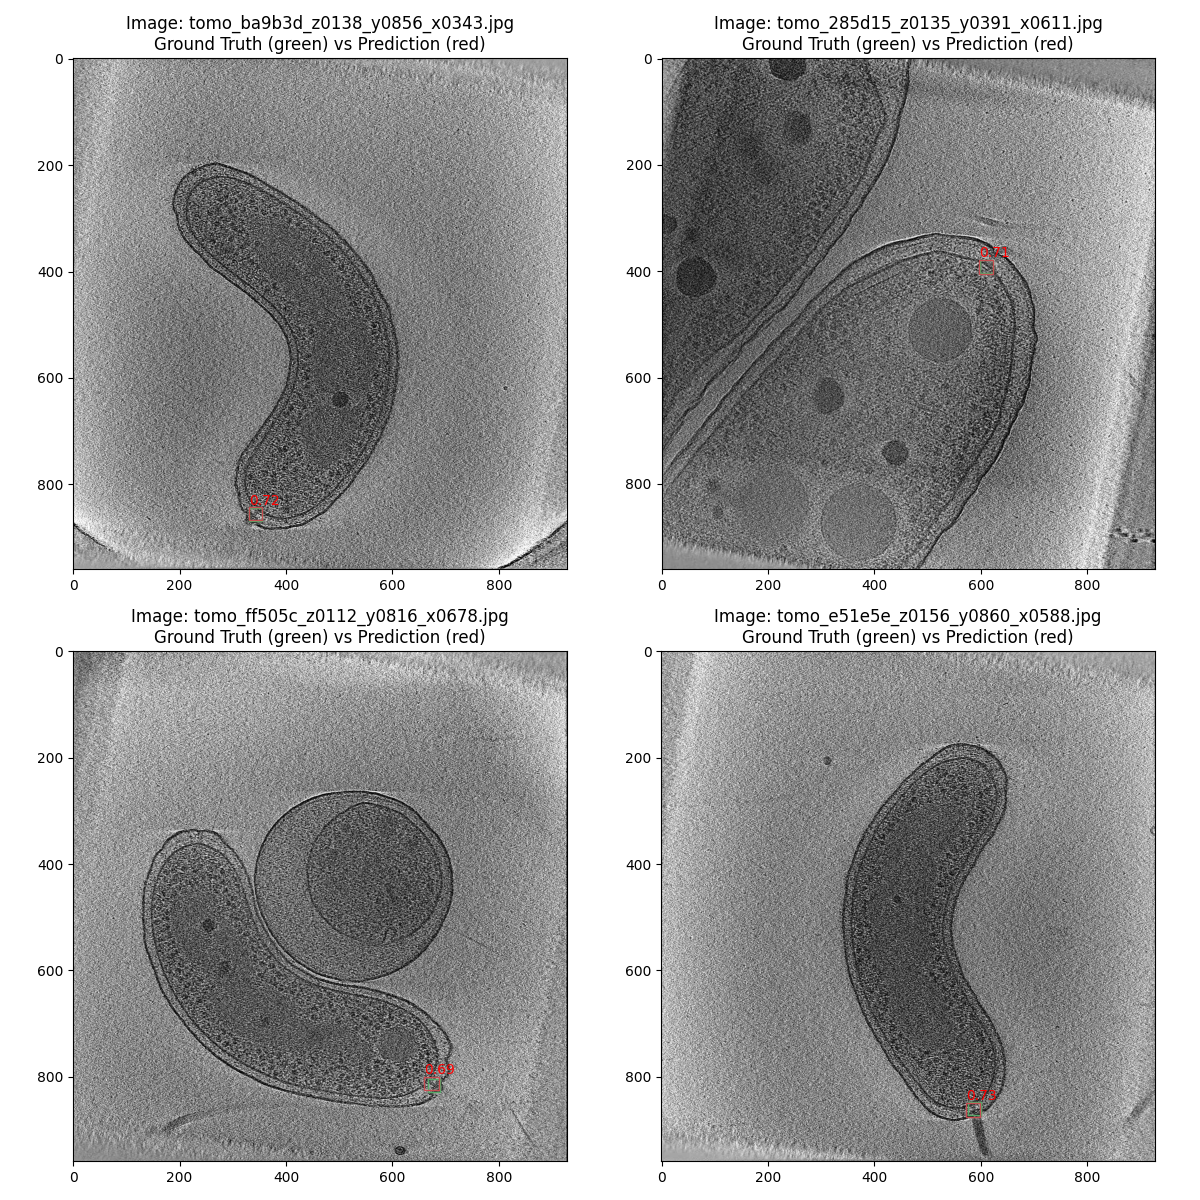 Image: tomo_ba9b3d_z0138_y0856_x0343.jpg
Ground Truth (green) vs Prediction (red)
0
200
400
600
800
0.72
0 200 400 600 800
Image: tomo_285d15_z0135_y0391_x0611.jpg
Ground Truth (green) vs Prediction (red)
0
200
400
600
800
0.71
0 200 400 600 800
Image: tomo_ff505c_z0112_y0816_x0678.jpg
Ground Truth (green) vs Prediction (red)
0
200
400
600
800
0.69
0 200 400 600 800
Image: tomo_e51e5e_z0156_y0860_x0588.jpg
Ground Truth (green) vs Prediction (red)
0
200
400
600
800
0 200 400 600 800